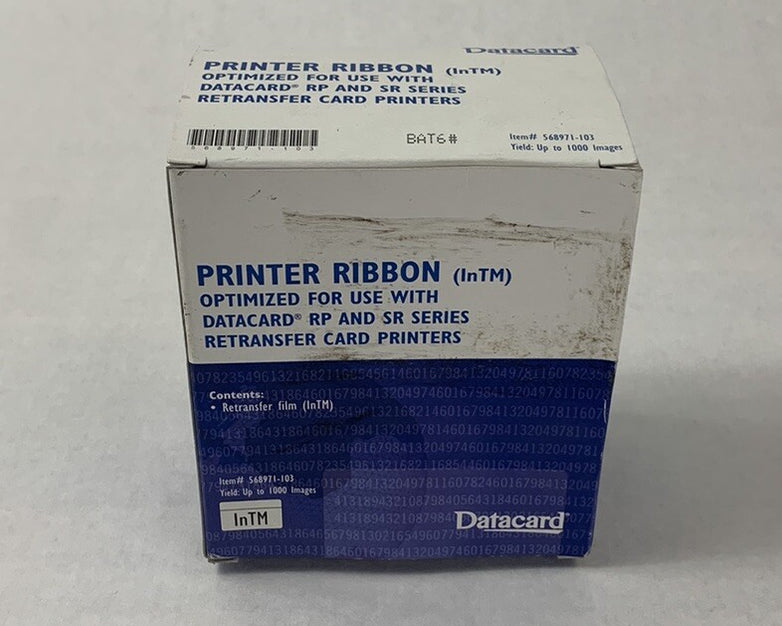 Datacard
PRINTER RIBBON (InTM)
OPTIMIZED FOR USE WITH
DATACARD® RP AND SR SERIES
RETRANSFER CARD PRINTERS
568971-103
BAT6#
Item# 568971-103
Yield: Up to 1000 Images
PRINTER RIBBON (InTM)
OPTIMIZED FOR USE WITH
DATACARD® RP AND SR SERIES
RETRANSFER CARD PRINTERS
Contents:
• Retransfer film (InTM)
Item# 568971-103
Yield: Up to 1000 Images
InTM
Datacard®